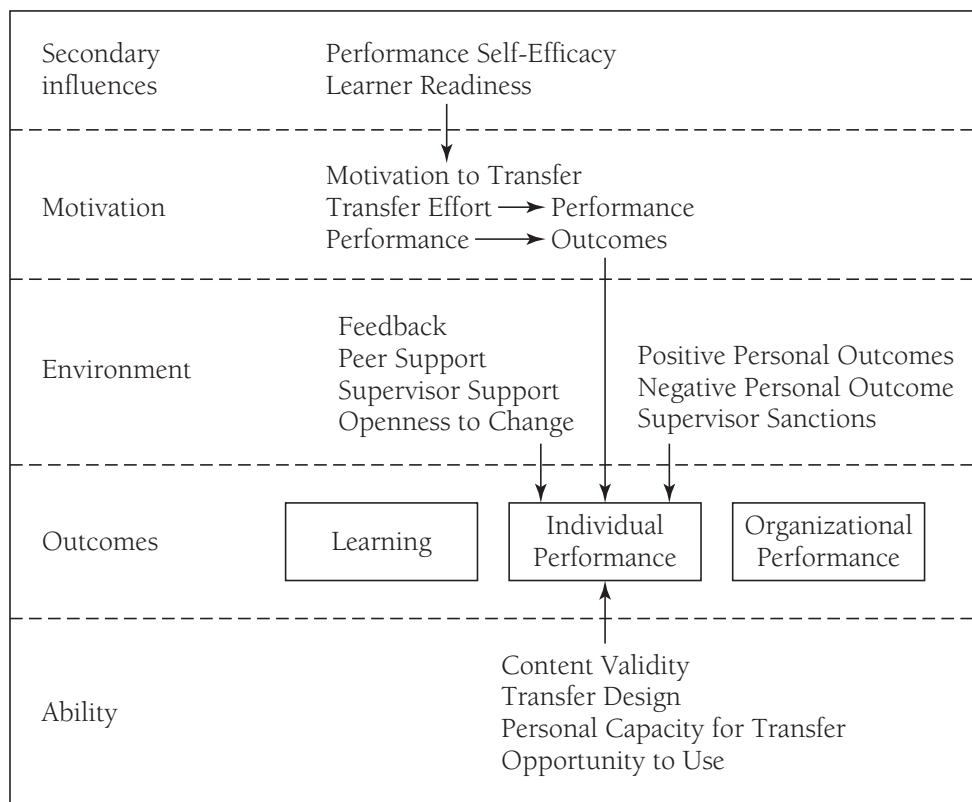 Secondary
influences
Performance Self-Efficacy
Learner Readiness
Motivation
Motivation to Transfer
Transfer Effort Performance
Performance Outcomes
Environment
Feedback
Peer Support
Supervisor Support
Openness to Change
Positive Personal Outcomes
Negative Personal Outcome
Supervisor Sanctions
Outcomes
Learning
Individual
Performance
Organizational
Performance
Ability
Content Validity
Transfer Design
Personal Capacity for Transfer
Opportunity to Use